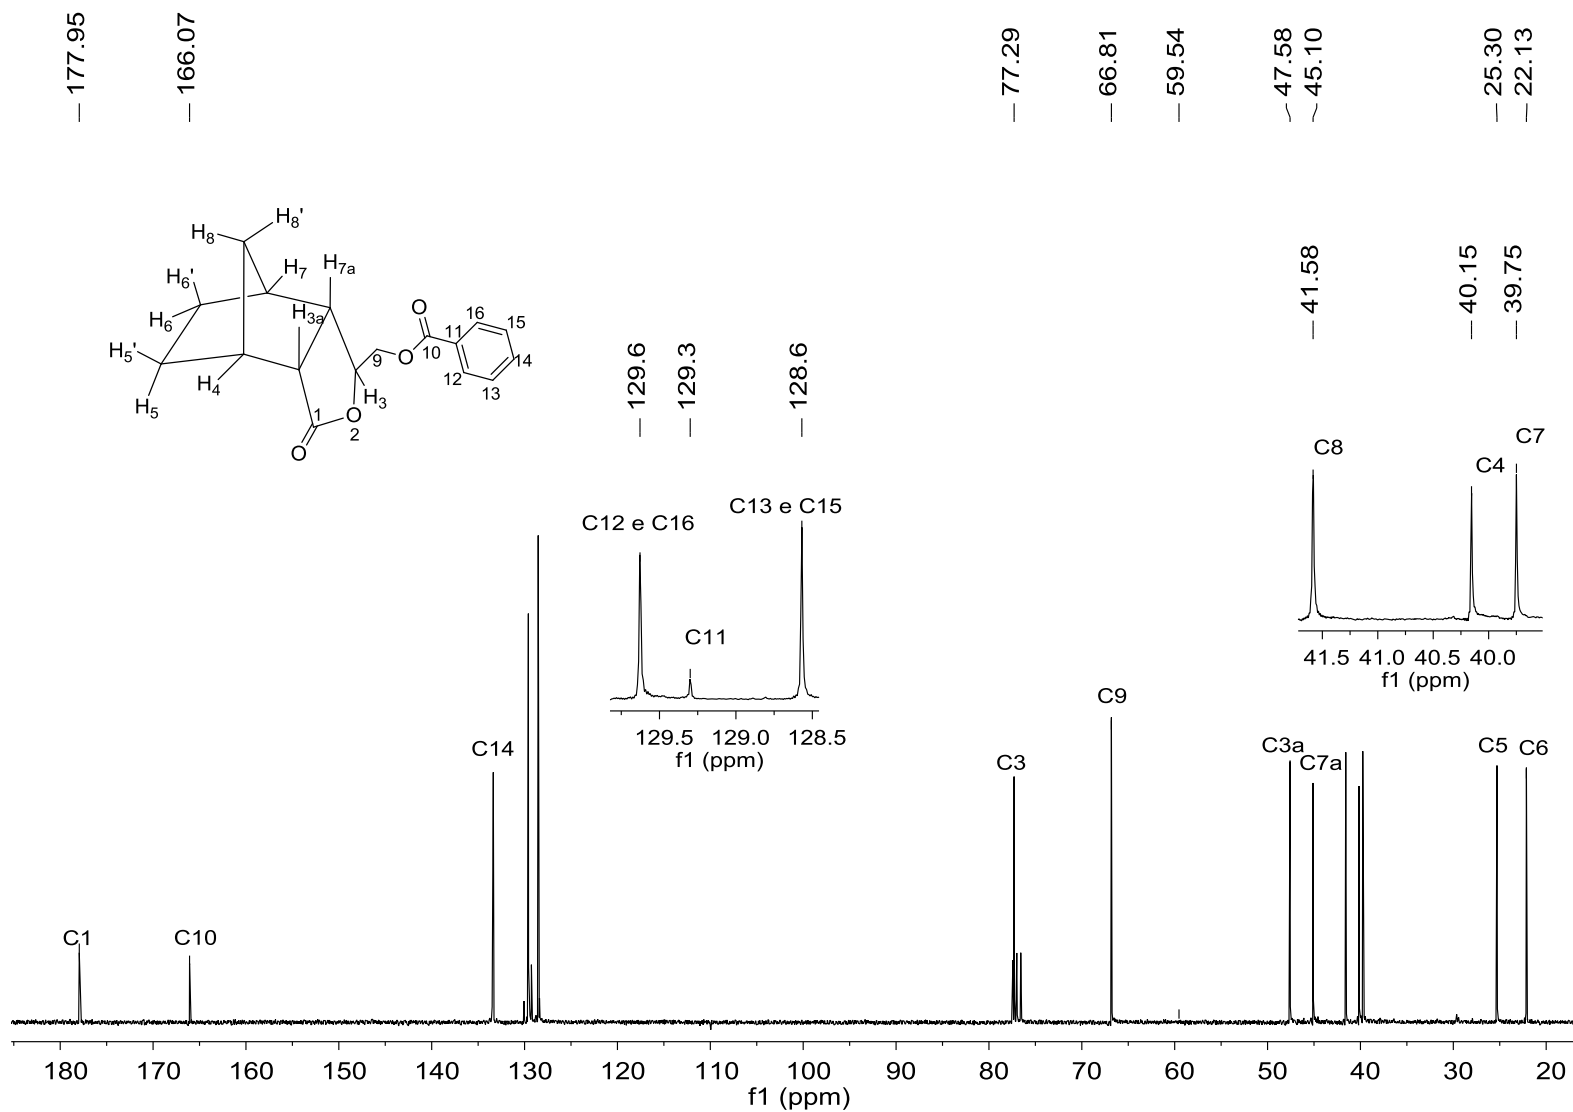 177.95
166.07
77.29
66.81
59.54
47.58
45.10
25.30
22.13
H8
H8'
H6'
H7
H7a
H6
H3a
H5'
H4
H5
H3
O
O
O
O
1
2
9
10
11
12
13
14
15
16
129.6
129.3
128.6
C12 e C16
C11
C13 e C15
129.5 129.0 128.5
f1 (ppm)
41.58
40.15
39.75
C8
C4
C7
41.5 41.0 40.5 40.0
f1 (ppm)
C1
C10
C14
C3
C9
C3a
C7a
C5
C6
180 170 160 150 140 130 120 110 100 90 80 70 60 50 40 30 20
f1 (ppm)